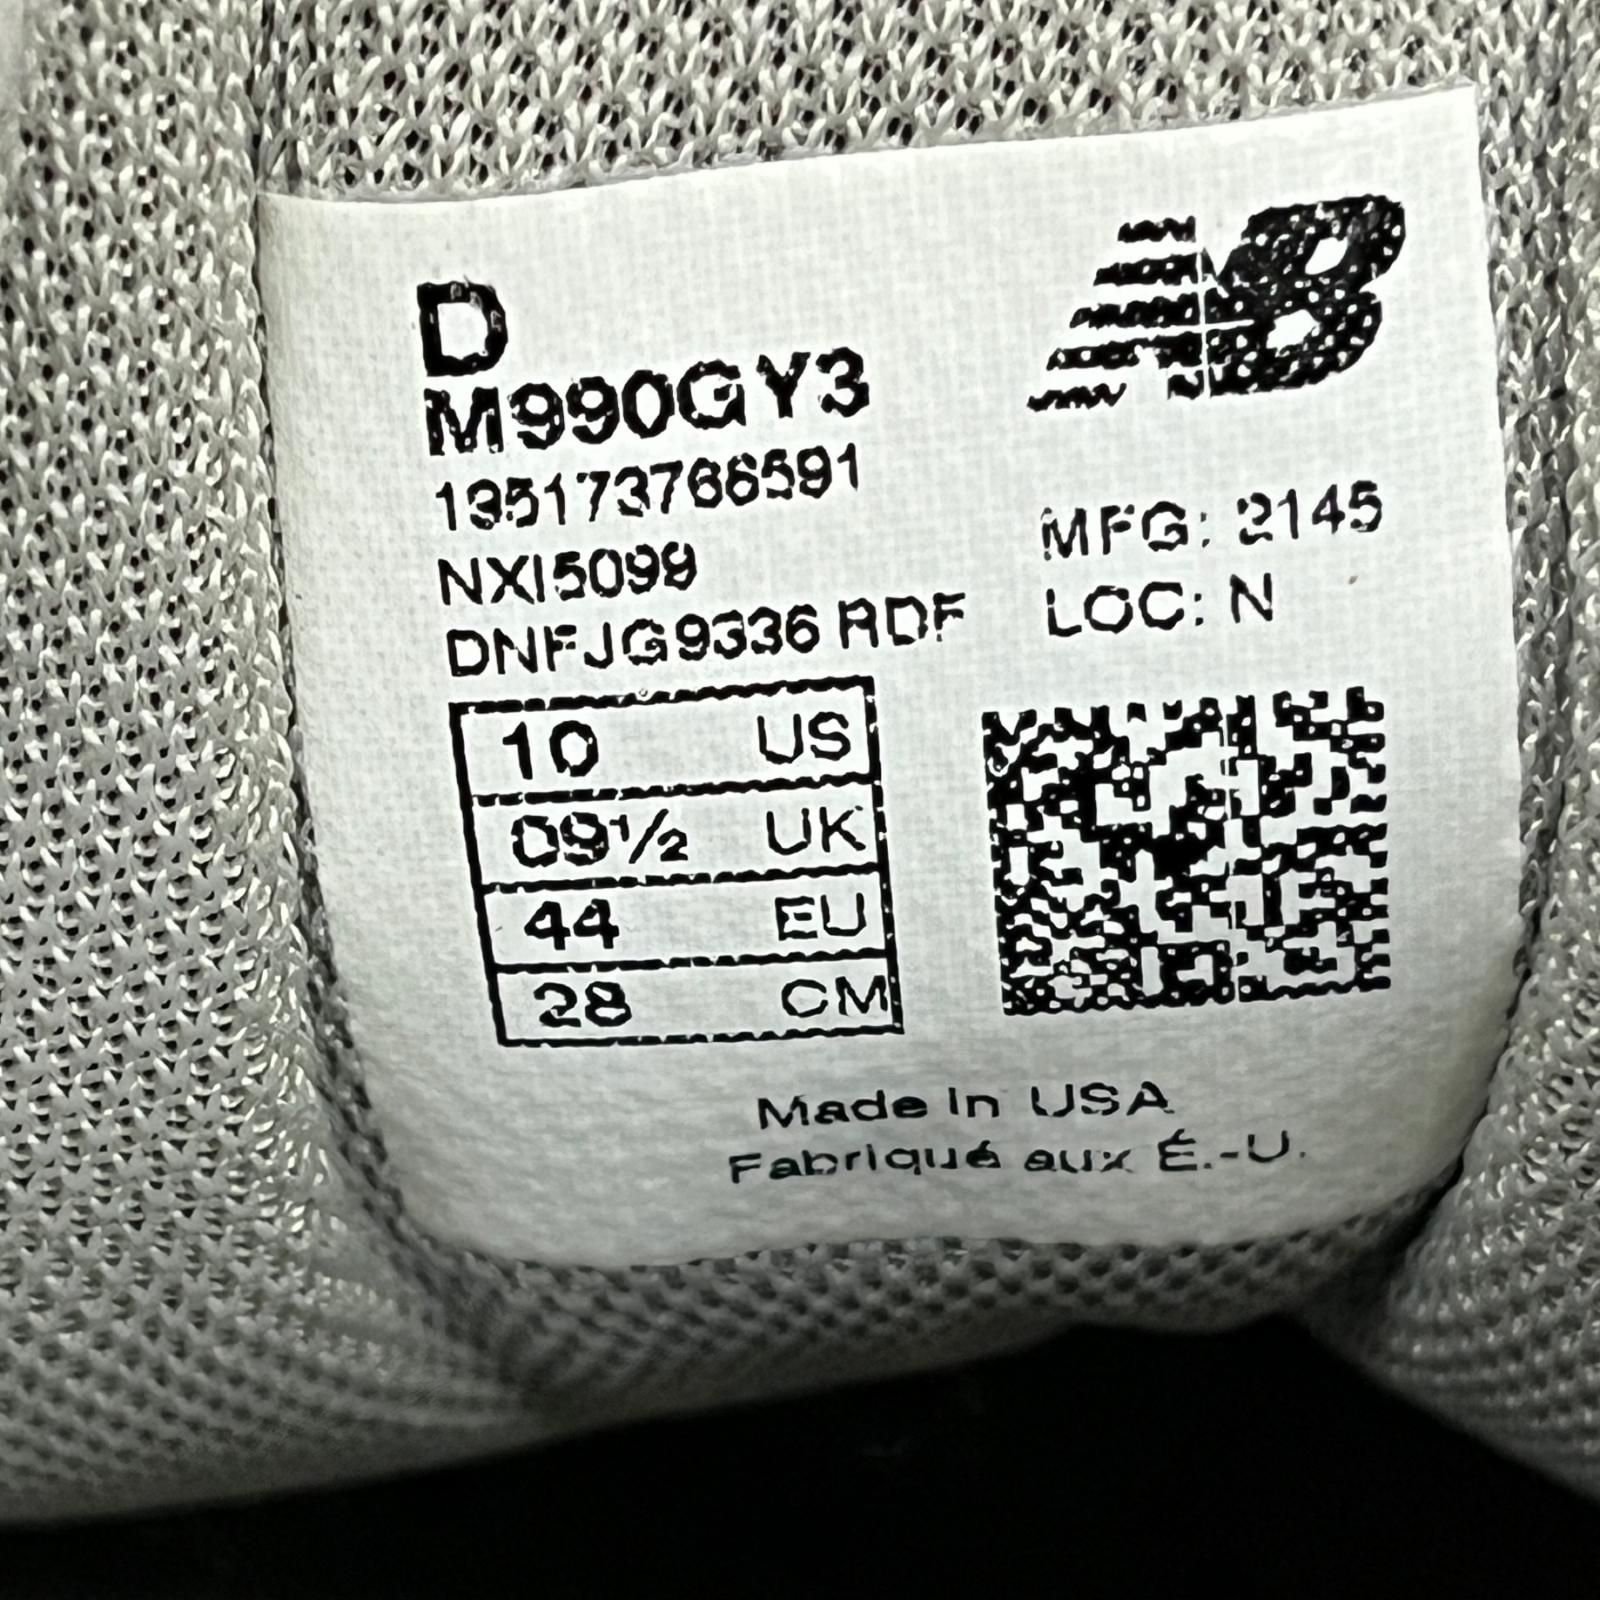 D
M990GY3
135173766591
NXI5099
DNFJG9336 RDF
NB
MFG: 2145
LOC: N
10 US
09½ UK
44 EU
28 CM
Made in USA
Fabriqué aux É.-U.